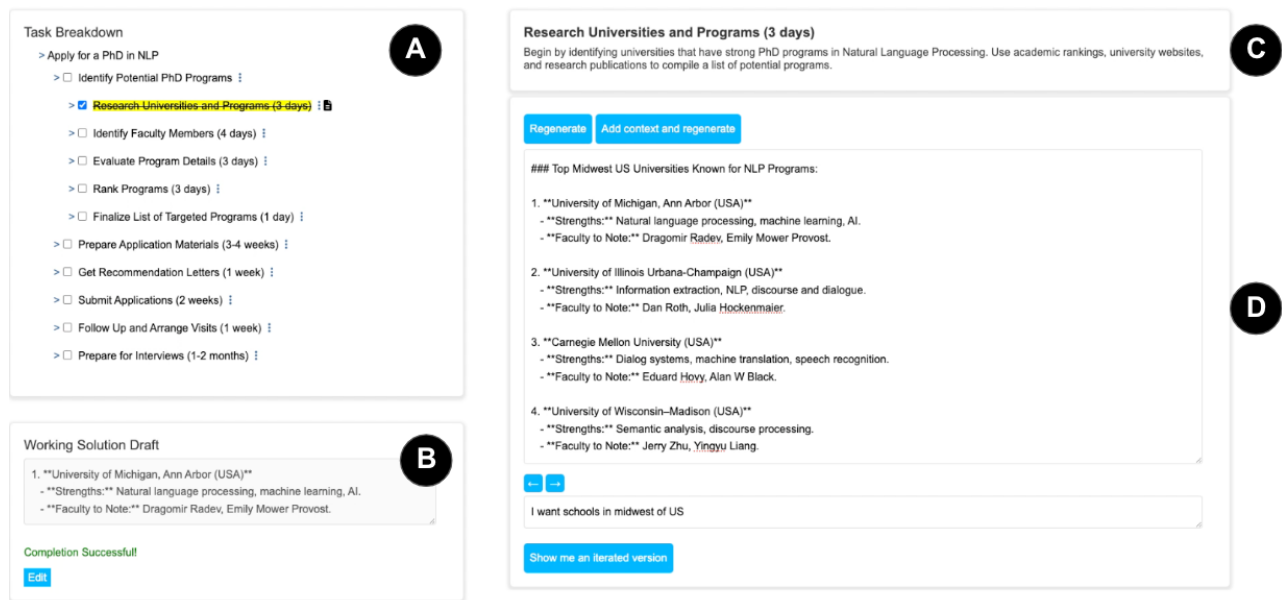 Task Breakdown
> Apply for a PhD in NLP
> Identify Potential PhD Programs
> Research Universities and Programs (3 days)
> Identify Faculty Members (4 days)
> Evaluate Program Details (3 days)
> Rank Programs (3 days)
> Finalize List of Targeted Programs (1 day)
> Prepare Application Materials (3-4 weeks)
> Get Recommendation Letters (1 week)
> Submit Applications (2 weeks)
> Follow Up and Arrange Visits (1 week)
> Prepare for Interviews (1-2 months)
A
Working Solution Draft
1. **University of Michigan, Ann Arbor (USA)**
- **Strengths:** Natural language processing, machine learning, AI.
- **Faculty to Note:** Dragomir Radev, Emily Mower Provost.
Completion Successful!
Edit
B
Research Universities and Programs (3 days)
Begin by identifying universities that have strong PhD programs in Natural Language Processing. Use academic rankings, university websites,
and research publications to compile a list of potential programs.
C
Regenerate
Add context and regenerate
### Top Midwest US Universities Known for NLP Programs:
1. **University of Michigan, Ann Arbor (USA)**
- **Strengths:** Natural language processing, machine learning, AI.
- **Faculty to Note:** Dragomir Radev, Emily Mower Provost.
2. **University of Illinois Urbana-Champaign (USA)**
- **Strengths:** Information extraction, NLP, discourse and dialogue.
- **Faculty to Note:** Dan Roth, Julia Hockenmaier.
3. **Carnegie Mellon University (USA)**
- **Strengths:** Dialog systems, machine translation, speech recognition.
- **Faculty to Note:** Eduard Hovy, Alan W Black.
4. **University of Wisconsin–Madison (USA)**
- **Strengths:** Semantic analysis, discourse processing.
- **Faculty to Note:** Jerry Zhu, Yingyu Liang.
← →
I want schools in midwest of US
Show me an iterated version
D